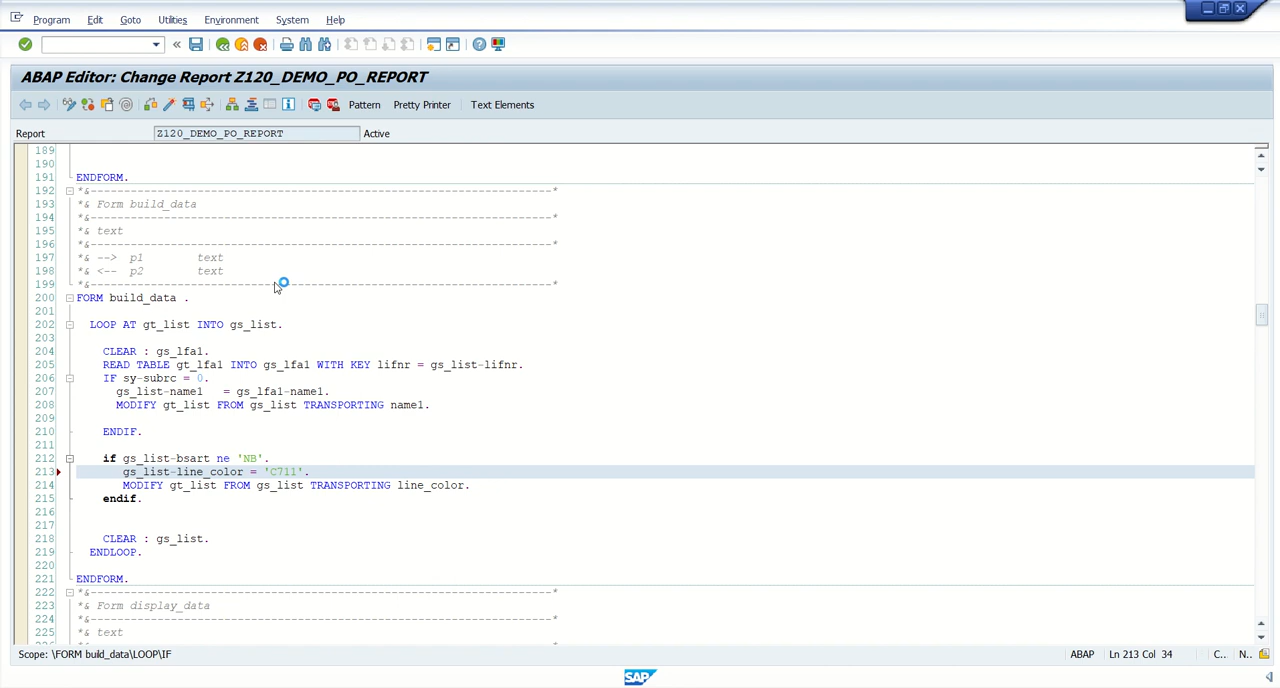 Program Edit Goto Utilities Environment System Help
ABAP Editor: Change Report Z120_DEMO_PO_REPORT
Pattern Pretty Printer Text Elements
Report Z120_DEMO_PO_REPORT Active
189
190
191 ENDFORM.
192 *&---------------------------------------------------------------------*
193 *& Form build_data
194 *&---------------------------------------------------------------------*
195 *& text
196 *&---------------------------------------------------------------------*
197 *& --> p1 text
198 *& <-- p2 text
199 *&---------------------------------------------------------------------*
200 FORM build_data .
201
202 LOOP AT gt_list INTO gs_list.
203
204 CLEAR : gs_lfa1.
205 READ TABLE gt_lfa1 INTO gs_lfa1 WITH KEY lifnr = gs_list-lifnr.
206 IF sy-subrc = 0.
207 gs_list-name1 = gs_lfa1-name1.
208 MODIFY gt_list FROM gs_list TRANSPORTING name1.
209
210 ENDIF.
211
212 if gs_list-bsart ne 'NB'.
213 gs_list-line_color = 'C711'.
214 MODIFY gt_list FROM gs_list TRANSPORTING line_color.
215 endif.
216
217
218 CLEAR : gs_list.
219 ENDLOOP.
220
221 ENDFORM.
222 *&---------------------------------------------------------------------*
223 *& Form display_data
224 *&---------------------------------------------------------------------*
225 *& text
Scope: \FORM build_data\LOOP\IF ABAP Ln 213 Col 34 C.. N..
SAP